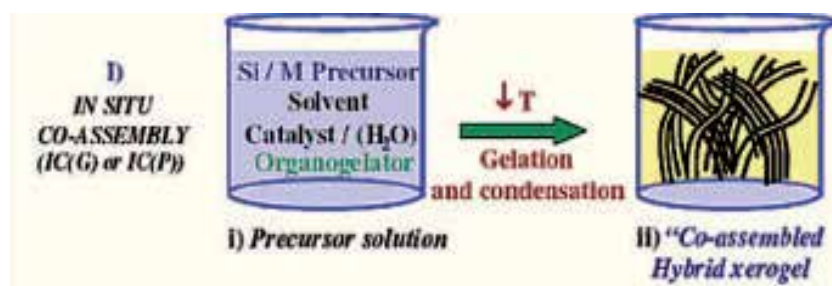 I)
IN SITU
CO-ASSEMBLY
(IC(G) or IC(P))
Si / M Precursor
Solvent
Catalyst / (H₂O)
Organogelator
↓ T
Gelation
and condensation
i) Precursor solution
ii) “Co-assembled
Hybrid xerogel